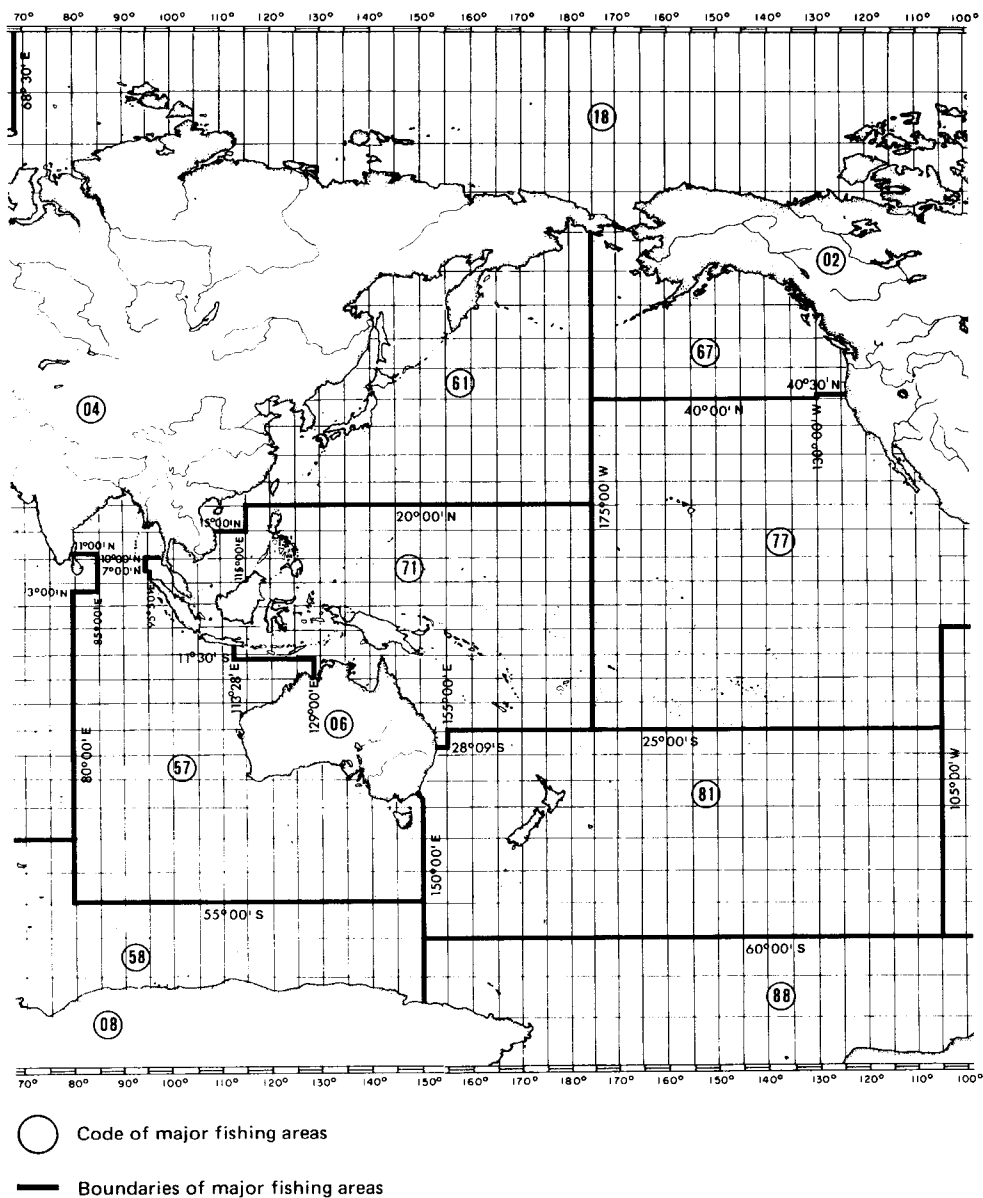 70° 80° 90° 100° 110° 120° 130° 140° 150° 160° 170° 180° 170° 160° 150° 140° 130° 120° 110° 100°
68°30'E
18
02
67
61
40°30'N
04
40°00'N
130°00'W
175°00'W
15°00'N
20°00'N
77
11°00'N
10°00'N
115°00'E
71
7°00'N
3°00'N
85°00'E
11°30'S
113°28'E
129°00'E
155°00'E
06
80°00'E
28°09'S
25°00'S
57
81
105°00'W
150°00'E
55°00'S
60°00'S
58
88
08
70° 80° 90° 100° 110° 120° 130° 140° 150° 160° 170° 180° 170° 160° 150° 140° 130° 120° 110° 100°
Code of major fishing areas
Boundaries of major fishing areas